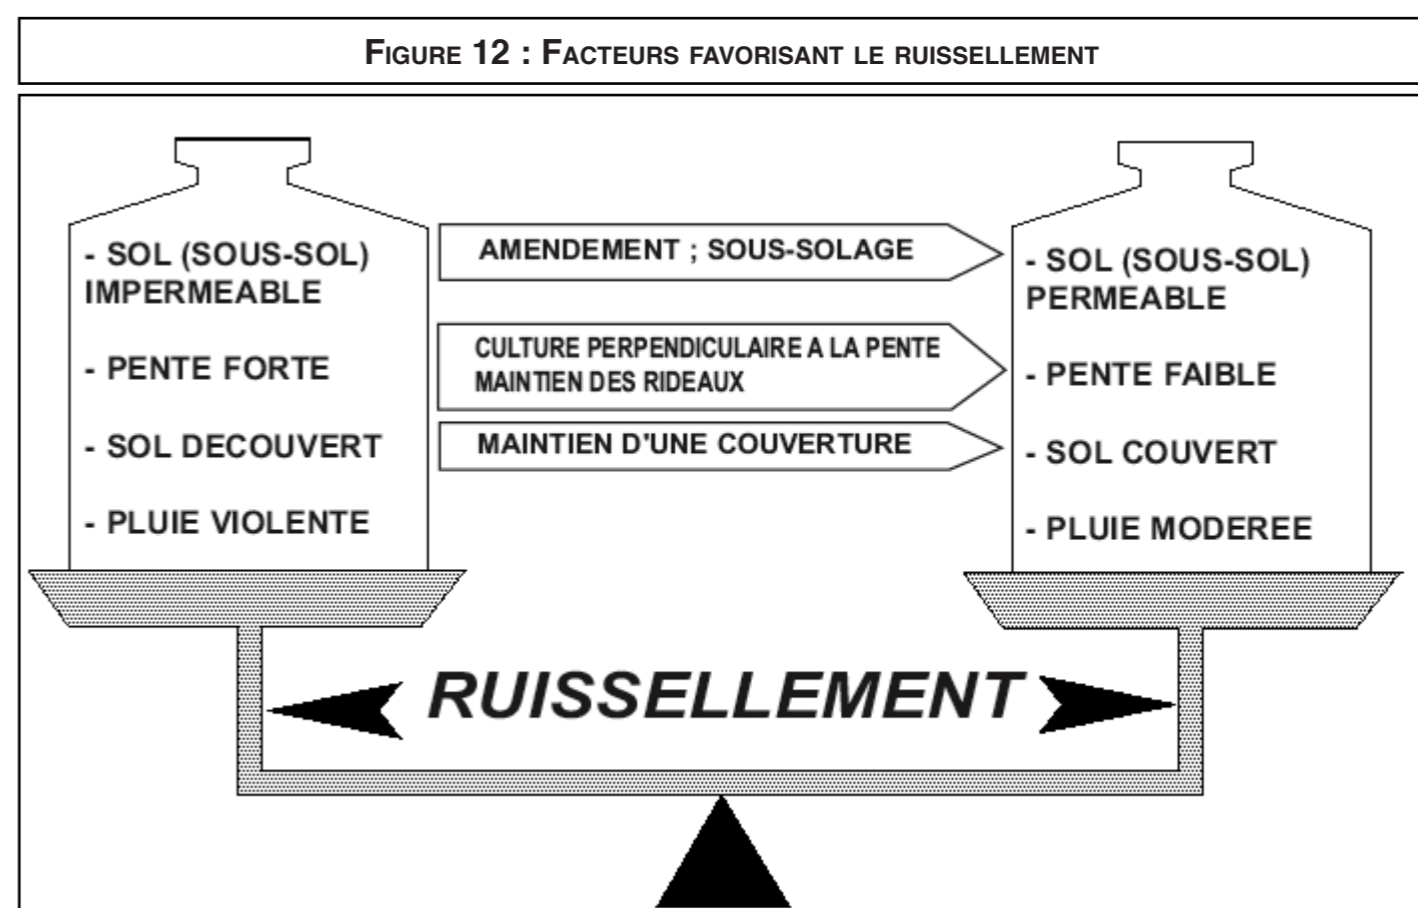 FIGURE 12 : FACTEURS FAVORISANT LE RUISSELLEMENT
- SOL (SOUS-SOL)
IMPERMEABLE
- PENTE FORTE
- SOL DECOUVERT
- PLUIE VIOLENTE
AMENDEMENT ; SOUS-SOLAGE
CULTURE PERPENDICULAIRE A LA PENTE
MAINTIEN DES RIDEAUX
MAINTIEN D'UNE COUVERTURE
- SOL (SOUS-SOL)
PERMEABLE
- PENTE FAIBLE
- SOL COUVERT
- PLUIE MODEREE
RUISSELLEMENT